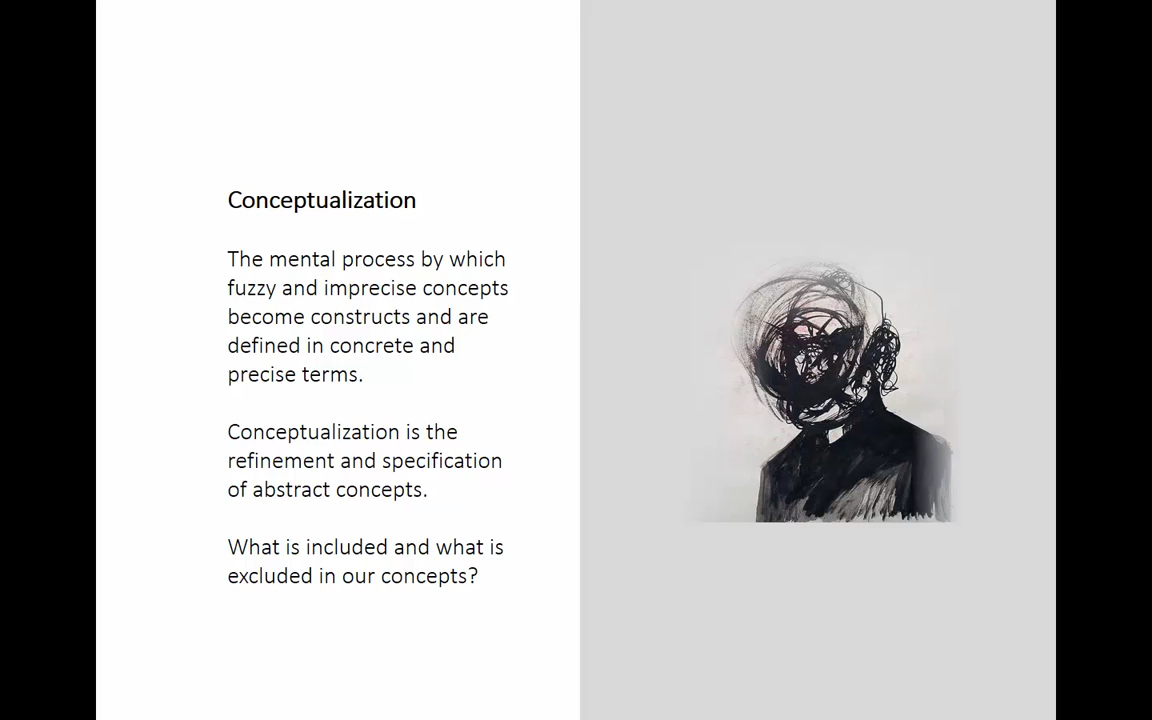 Conceptualization
The mental process by which
fuzzy and imprecise concepts
become constructs and are
defined in concrete and
precise terms.
Conceptualization is the
refinement and specification
of abstract concepts.
What is included and what is
excluded in our concepts?